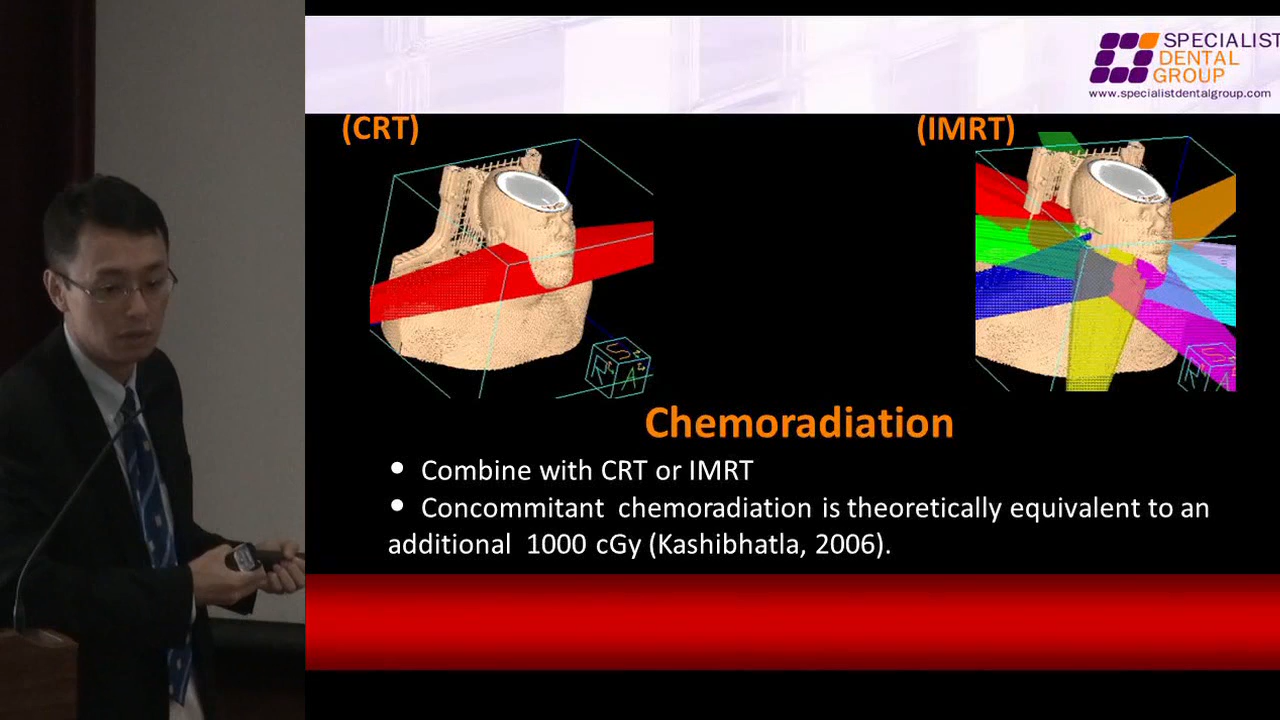 SPECIALIST
DENTAL
GROUP
www.specialistdentalgroup.com
(CRT)
(IMRT)
Chemoradiation
• Combine with CRT or IMRT
• Concommitant chemoradiation is theoretically equivalent to an
additional 1000 cGy (Kashibhatla, 2006).